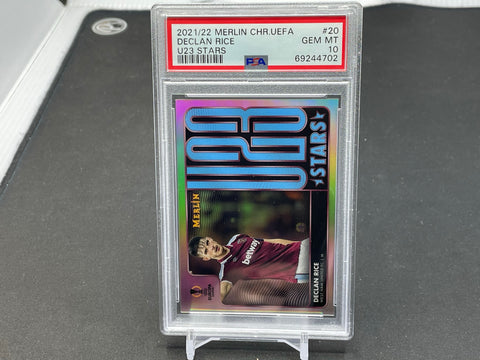 2021/22 MERLIN CHR.UEFA #20
DECLAN RICE GEM MT
U23 STARS 10
PSA 69244702
U23
★STARS★
MERLIN
betway
DECLAN RICE